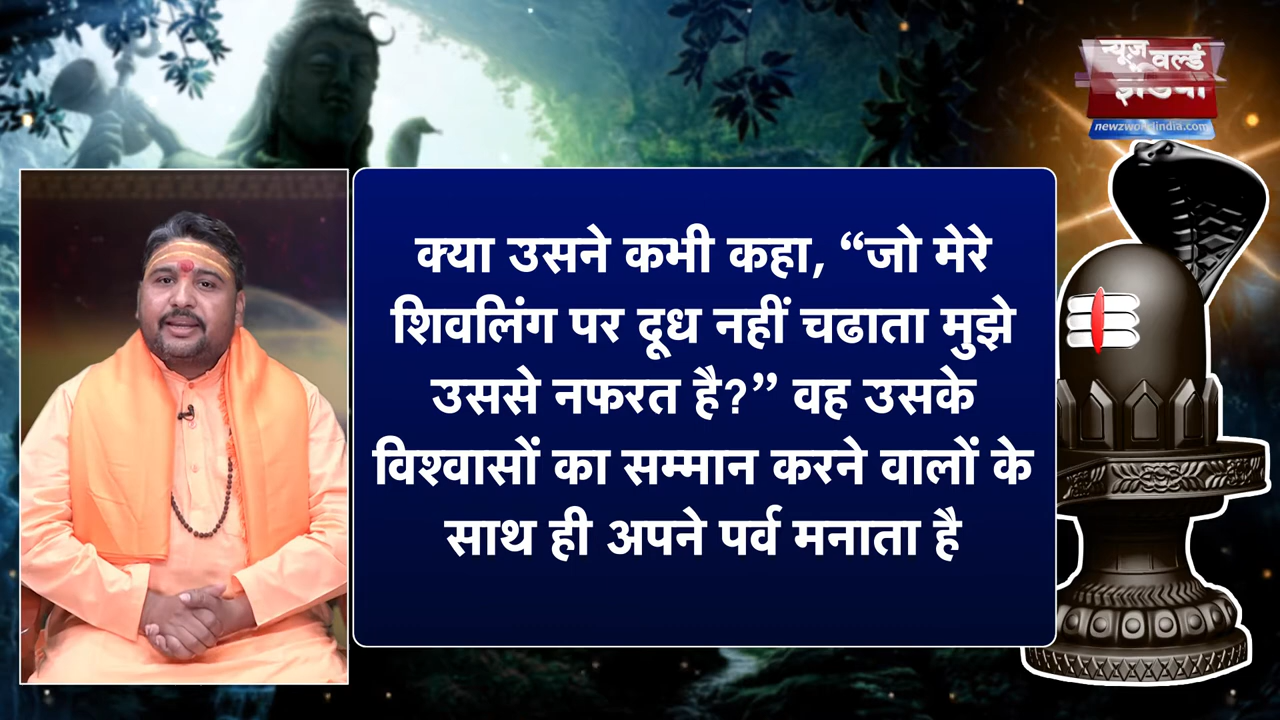 न्यूज़ वर्ल्ड
इंडिया
newzworldindia.com
क्या उसने कभी कहा, “जो मेरे
शिवलिंग पर दूध नहीं चढाता मुझे
उससे नफरत है?” वह उसके
विश्वासों का सम्मान करने वालों के
साथ ही अपने पर्व मनाता है